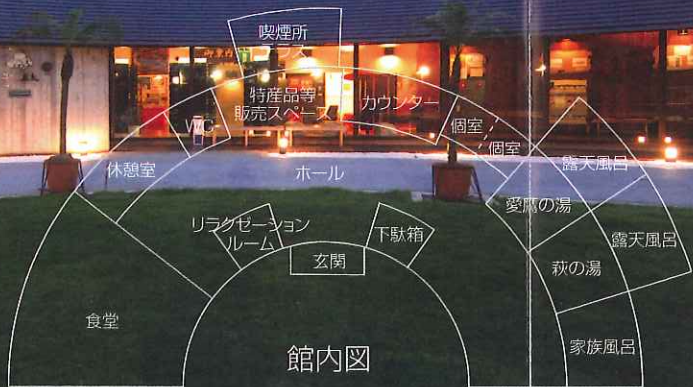 喫煙所
テラス
特産品等
販売スペース
カウンター
個室
個室
WC
休憩室
ホール
露天風呂
愛鷹の湯
露天風呂
リラクゼーション
ルーム
下駄箱
玄関
萩の湯
食堂
家族風呂
館内図